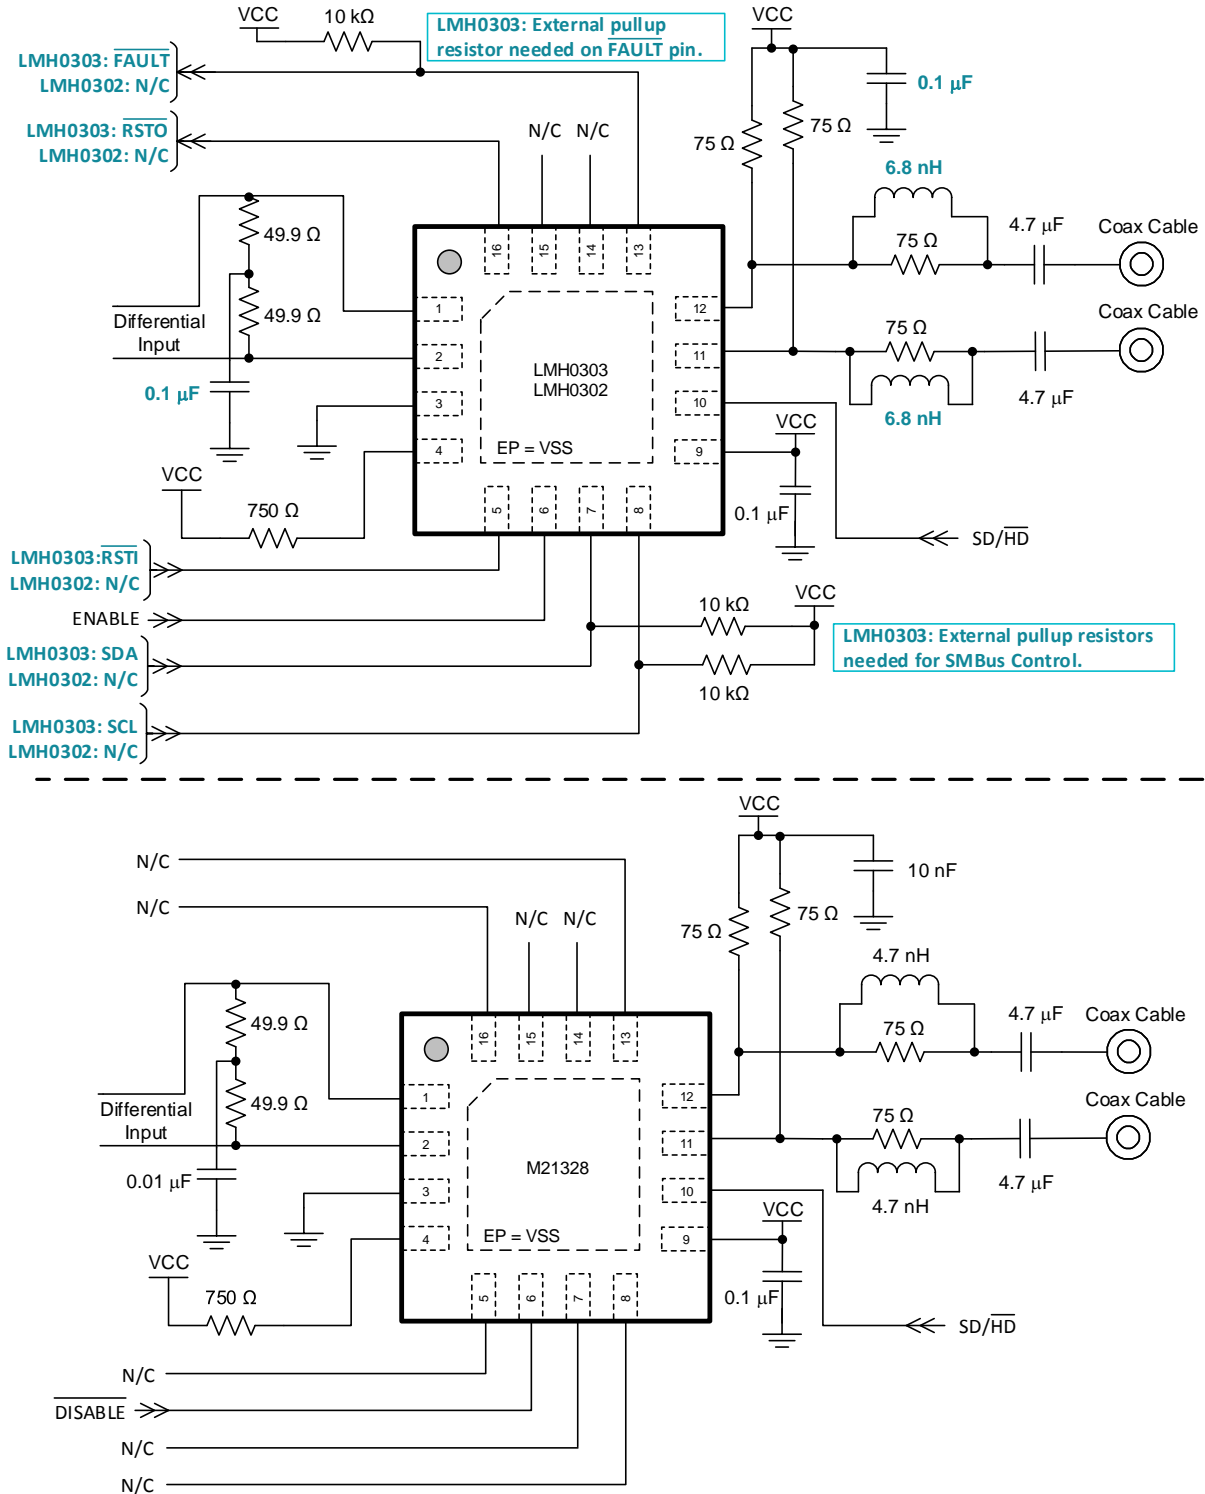 VCC
10 kΩ
LMH0303: External pullup
resistor needed on FAULT pin.
VCC
LMH0303: FAULT
LMH0302: N/C
0.1 µF
LMH0303: RSTO
LMH0302: N/C
N/C
N/C
75 Ω
75 Ω
6.8 nH
49.9 Ω
16
15
14
13
75 Ω
4.7 µF
Coax Cable
49.9 Ω
Differential
Input
1
2
3
4
12
11
10
9
LMH0303
LMH0302
EP = VSS
75 Ω
Coax Cable
6.8 nH
4.7 µF
0.1 µF
VCC
VCC
750 Ω
5
6
7
8
0.1 µF
SD/HD
LMH0303:RSTI
LMH0302: N/C
ENABLE
10 kΩ
VCC
LMH0303: SDA
LMH0302: N/C
10 kΩ
LMH0303: External pullup resistors
needed for SMBus Control.
LMH0303: SCL
LMH0302: N/C
VCC
N/C
10 nF
N/C
N/C
N/C
75 Ω
75 Ω
4.7 nH
49.9 Ω
16
15
14
13
75 Ω
4.7 µF
Coax Cable
49.9 Ω
Differential
Input
1
2
3
4
12
11
10
9
M21328
EP = VSS
75 Ω
Coax Cable
4.7 nH
4.7 µF
0.01 µF
VCC
VCC
750 Ω
5
6
7
8
0.1 µF
SD/HD
N/C
DISABLE
N/C
N/C